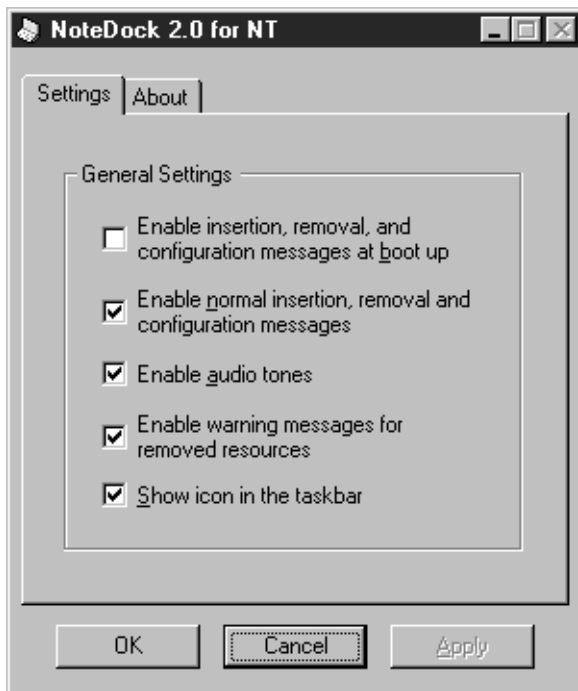 NoteDock 2.0 for NT
Settings
About
General Settings
Enable insertion, removal, and
configuration messages at boot up
Enable normal insertion, removal and
configuration messages
Enable audio tones
Enable warning messages for
removed resources
Show icon in the taskbar
OK
Cancel
Apply